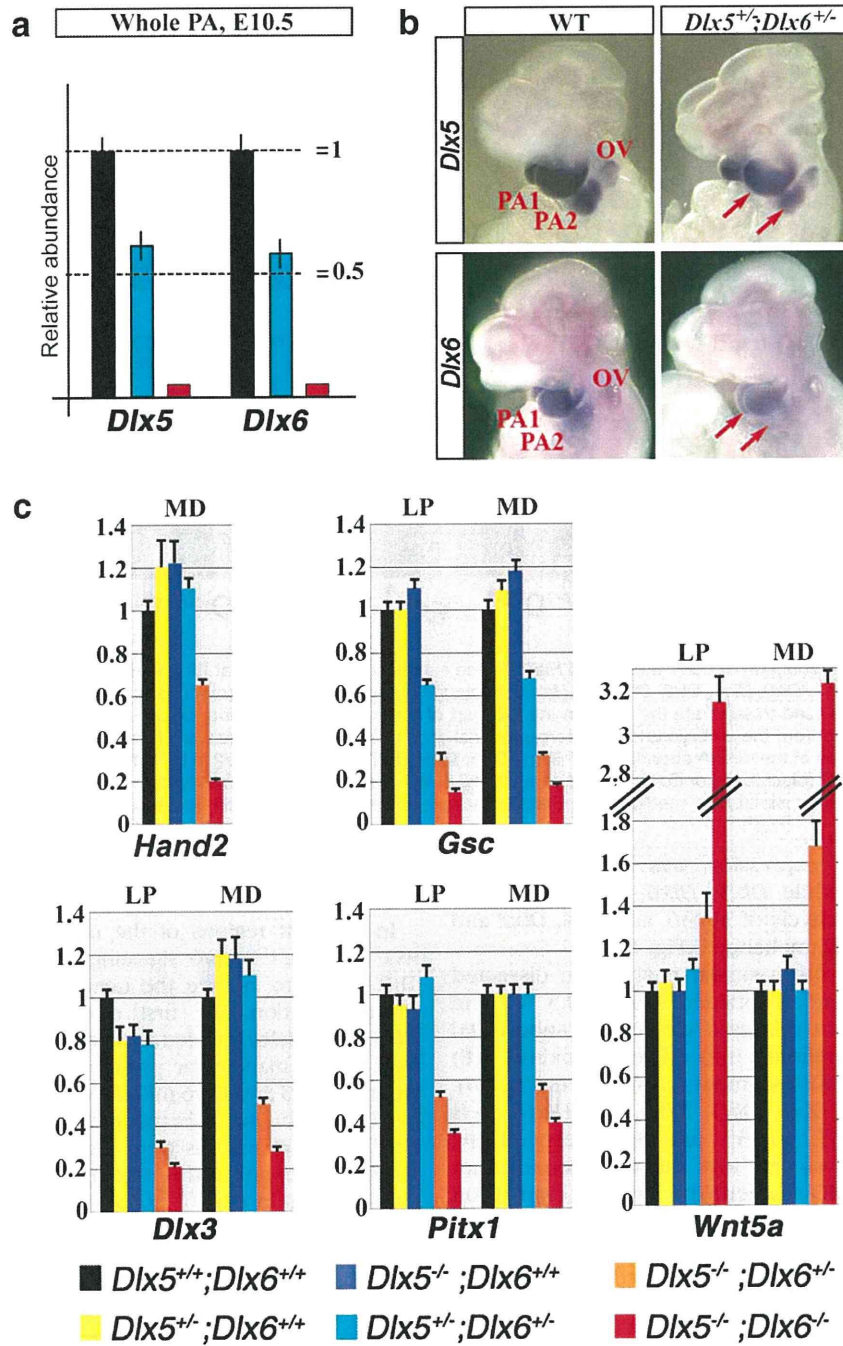 a
Whole PA, E10.5
Relative abundance
=1
=0.5
Dlx5
Dlx6
b
WT
Dlx5+/-;Dlx6+/-
Dlx5
OV
PA1
PA2
Dlx6
OV
PA1
PA2
c
MD
1.4
1.2
1
0.8
0.6
0.4
0.2
0
Hand2
LP
MD
1.4
1.2
1
0.8
0.6
0.4
0.2
0
Gsc
LP
MD
1.4
1.2
1
0.8
0.6
0.4
0.2
0
Dlx3
LP
MD
1.4
1.2
1
0.8
0.6
0.4
0.2
0
Pitx1
LP
MD
3.2
3
2.8
1.8
1.6
1.4
1.2
1
0.8
0.6
0.4
0.2
0
Wnt5a
Dlx5+/+;Dlx6+/+
Dlx5-/- ;Dlx6+/+
Dlx5-/- ;Dlx6+/-
Dlx5+/-;Dlx6+/+
Dlx5+/-;Dlx6+/-
Dlx5-/- ;Dlx6-/-